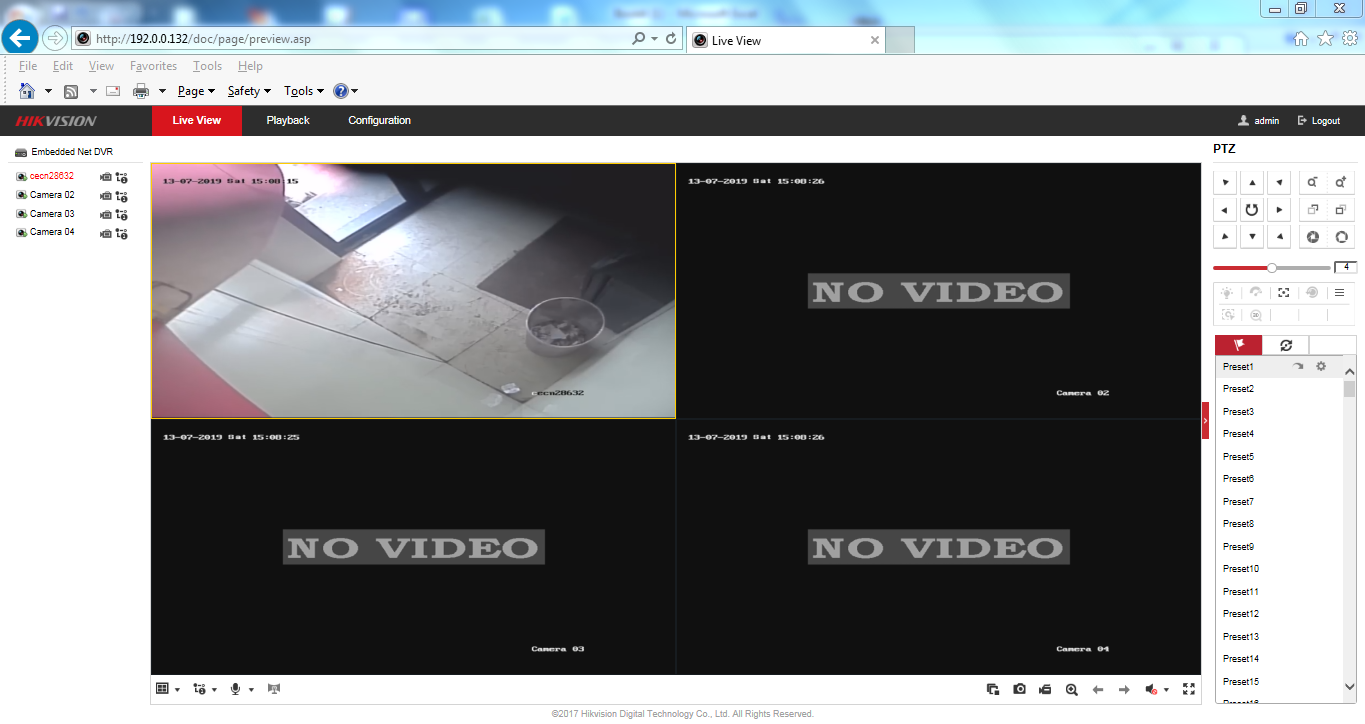 http://192.0.0.132/doc/page/preview.asp
Live View
File Edit View Favorites Tools Help
Page Safety Tools
HIKVISION
Live View Playback Configuration
admin Logout
Embedded Net DVR
cecn28632
Camera 02
Camera 03
Camera 04
13-07-2019 Sat 15:08:15
cecn28632
13-07-2019 Sat 15:08:26
NO VIDEO
Camera 02
13-07-2019 Sat 15:08:25
NO VIDEO
Camera 03
13-07-2019 Sat 15:08:26
NO VIDEO
Camera 04
PTZ
4
Preset1
Preset2
Preset3
Preset4
Preset5
Preset6
Preset7
Preset8
Preset9
Preset10
Preset11
Preset12
Preset13
Preset14
Preset15
©2017 Hikvision Digital Technology Co., Ltd. All Rights Reserved.